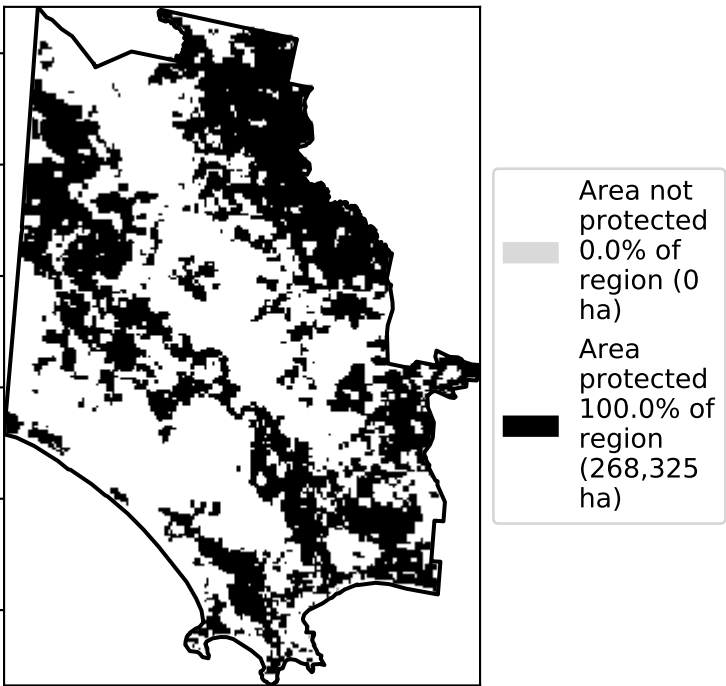 Area not
protected
0.0% of
region (0
ha)
Area
protected
100.0% of
region
(268,325
ha)